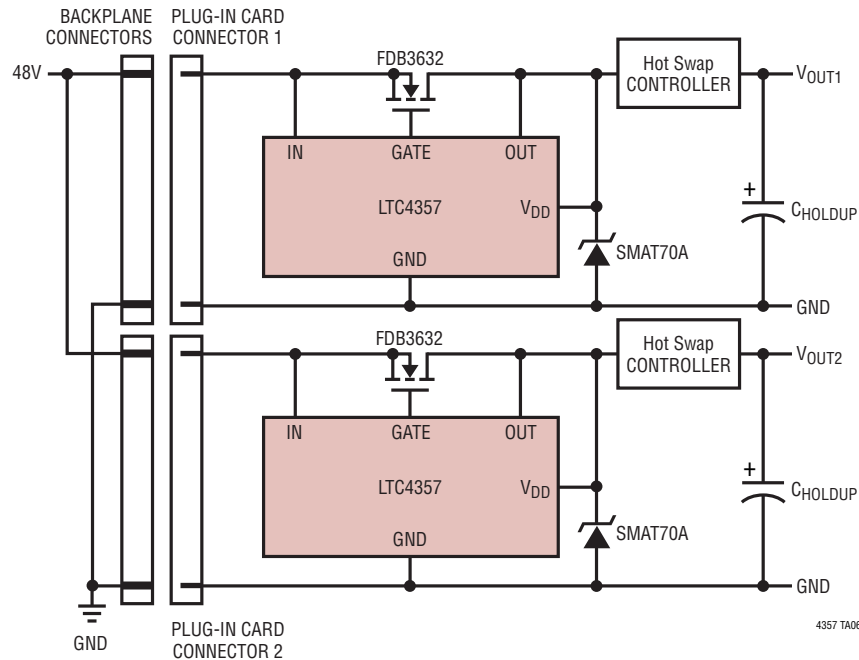 BACKPLANE
CONNECTORS
PLUG-IN CARD
CONNECTOR 1
48V
FDB3632
Hot Swap
CONTROLLER
VOUT1
IN
GATE
OUT
LTC4357
VDD
GND
+
CHOLDUP
SMAT70A
GND
FDB3632
Hot Swap
CONTROLLER
VOUT2
IN
GATE
OUT
LTC4357
VDD
GND
+
CHOLDUP
SMAT70A
GND
GND
PLUG-IN CARD
CONNECTOR 2
4357 TA06